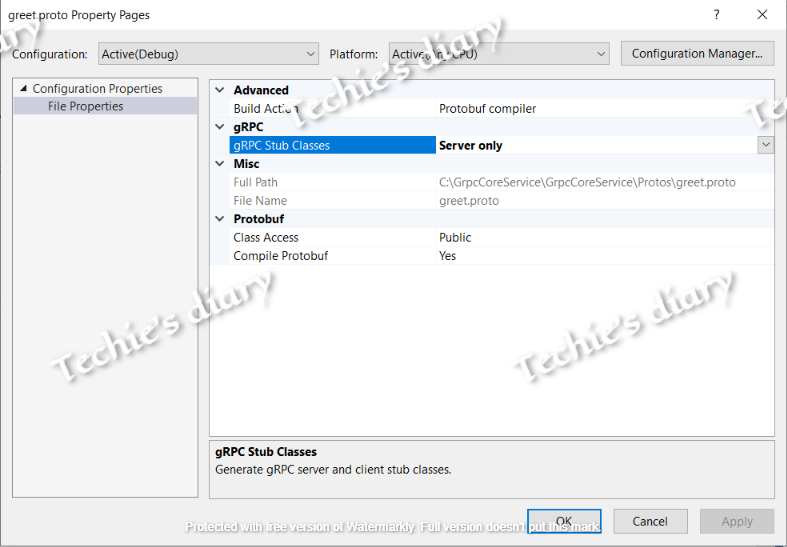 greet.proto Property Pages
Configuration: Active(Debug) Platform: Active(Any CPU) Configuration Manager...
Configuration Properties
File Properties
Advanced
Build Action Protobuf compiler
gRPC
gRPC Stub Classes Server only
Misc
Full Path C:\GrpcCoreService\GrpcCoreService\Protos\greet.proto
File Name greet.proto
Protobuf
Class Access Public
Compile Protobuf Yes
gRPC Stub Classes
Generate gRPC server and client stub classes.
OK Cancel Apply
Techie's diary
Techie's diary
Techie's diary
Protected with free version of Watermarkly. Full version doesn't put this mark.